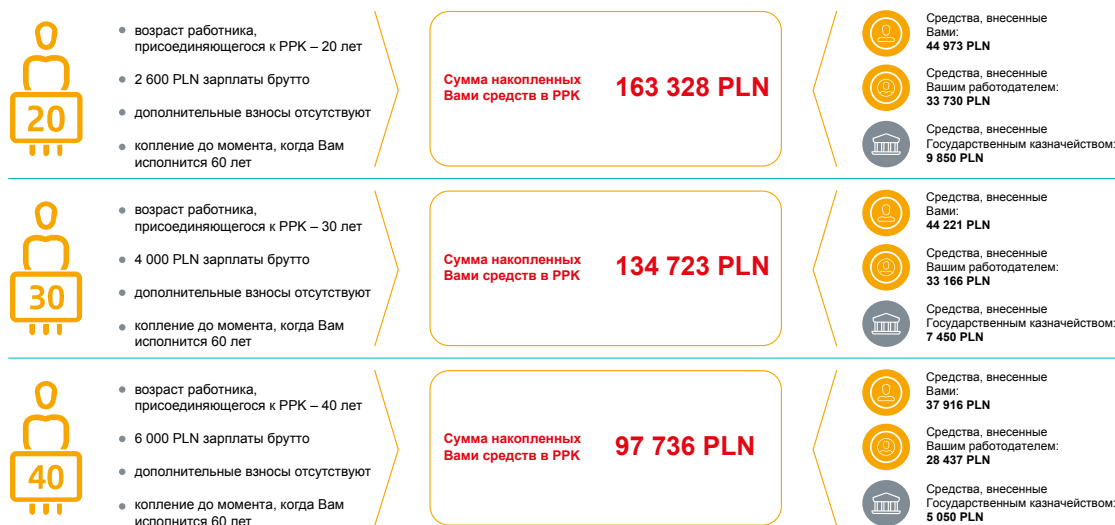 20
возраст работника,
присоединяющегося к PPK – 20 лет
2 600 PLN зарплаты брутто
дополнительные взносы отсутствуют
копление до момента, когда Вам
исполнится 60 лет
Сумма накопленных
Вами средств в PPK
163 328 PLN
Средства, внесенные
Вами:
44 973 PLN
Средства, внесенные
Вашим работодателем:
33 730 PLN
Средства, внесенные
Государственным казначейством:
9 850 PLN
30
возраст работника,
присоединяющегося к PPK – 30 лет
4 000 PLN зарплаты брутто
дополнительные взносы отсутствуют
копление до момента, когда Вам
исполнится 60 лет
Сумма накопленных
Вами средств в PPK
134 723 PLN
Средства, внесенные
Вами:
44 221 PLN
Средства, внесенные
Вашим работодателем:
33 166 PLN
Средства, внесенные
Государственным казначейством:
7 450 PLN
40
возраст работника,
присоединяющегося к PPK – 40 лет
6 000 PLN зарплаты брутто
дополнительные взносы отсутствуют
копление до момента, когда Вам
исполнится 60 лет
Сумма накопленных
Вами средств в PPK
97 736 PLN
Средства, внесенные
Вами:
37 916 PLN
Средства, внесенные
Вашим работодателем:
28 437 PLN
Средства, внесенные
Государственным казначейством:
5 050 PLN